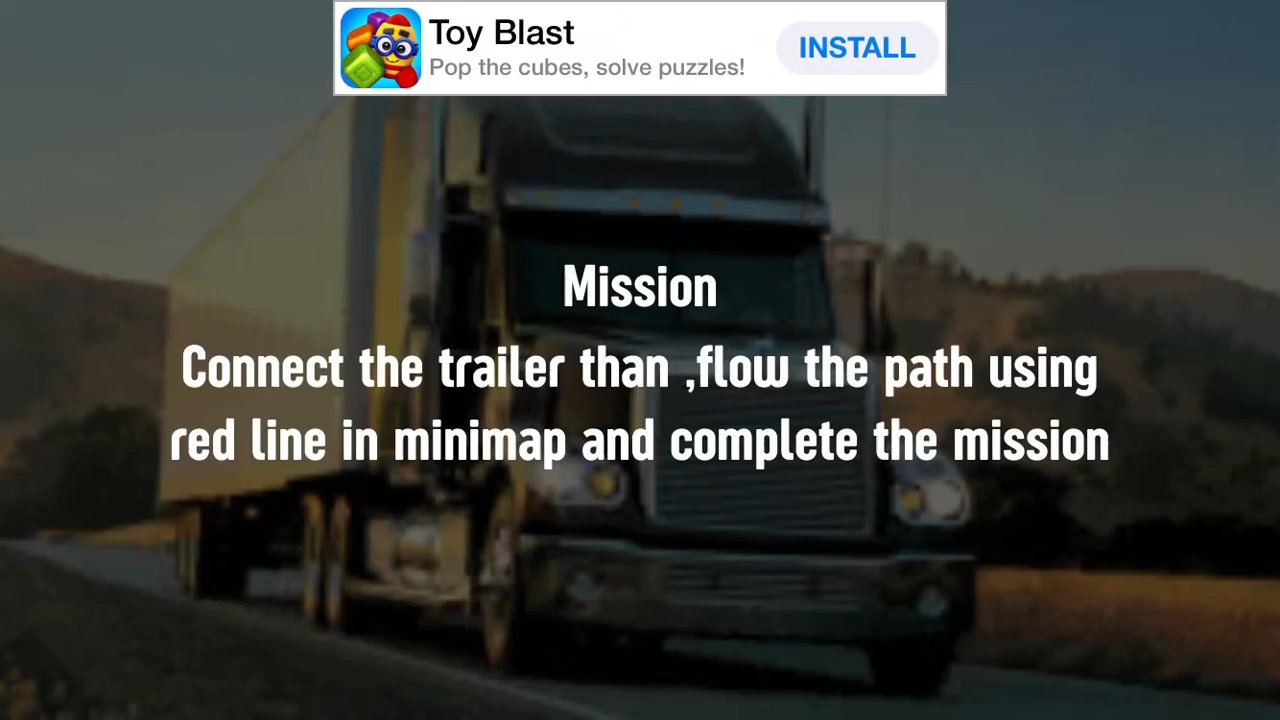 Toy Blast
Pop the cubes, solve puzzles!
INSTALL
Mission
Connect the trailer than ,flow the path using
red line in minimap and complete the mission